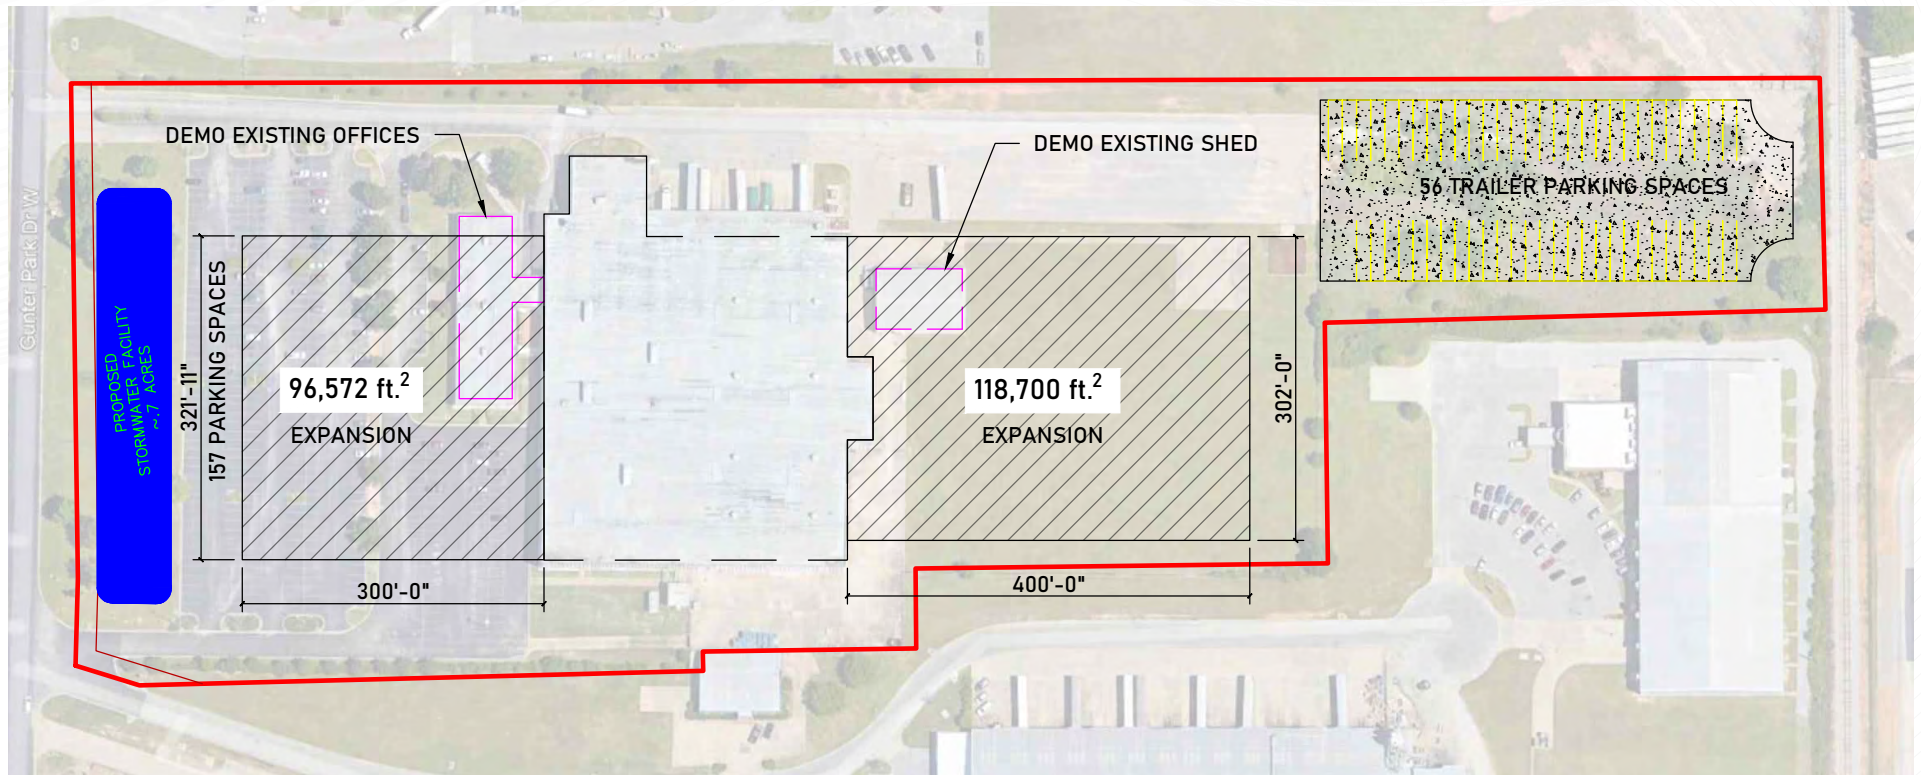 DEMO EXISTING OFFICES
DEMO EXISTING SHED
56 TRAILER PARKING SPACES
Gunter Park Dr W
PROPOSED
STORMWATER FACILITY
~.7 ACRES
321'-11"
157 PARKING SPACES
96,572 ft.²
EXPANSION
118,700 ft.²
EXPANSION
302'-0"
300'-0"
400'-0"